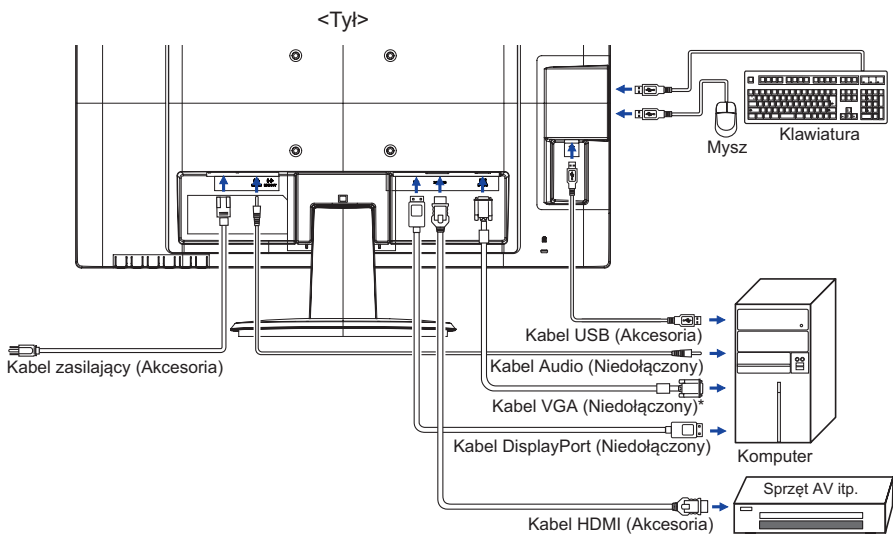 <Tył>
Klawiatura
Mysz
Kabel USB (Akcesoria)
Kabel zasilający (Akcesoria)
Kabel Audio (Niedołączony)
Kabel VGA (Niedołączony)*
Kabel DisplayPort (Niedołączony)
Komputer
Sprzęt AV itp.
Kabel HDMI (Akcesoria)